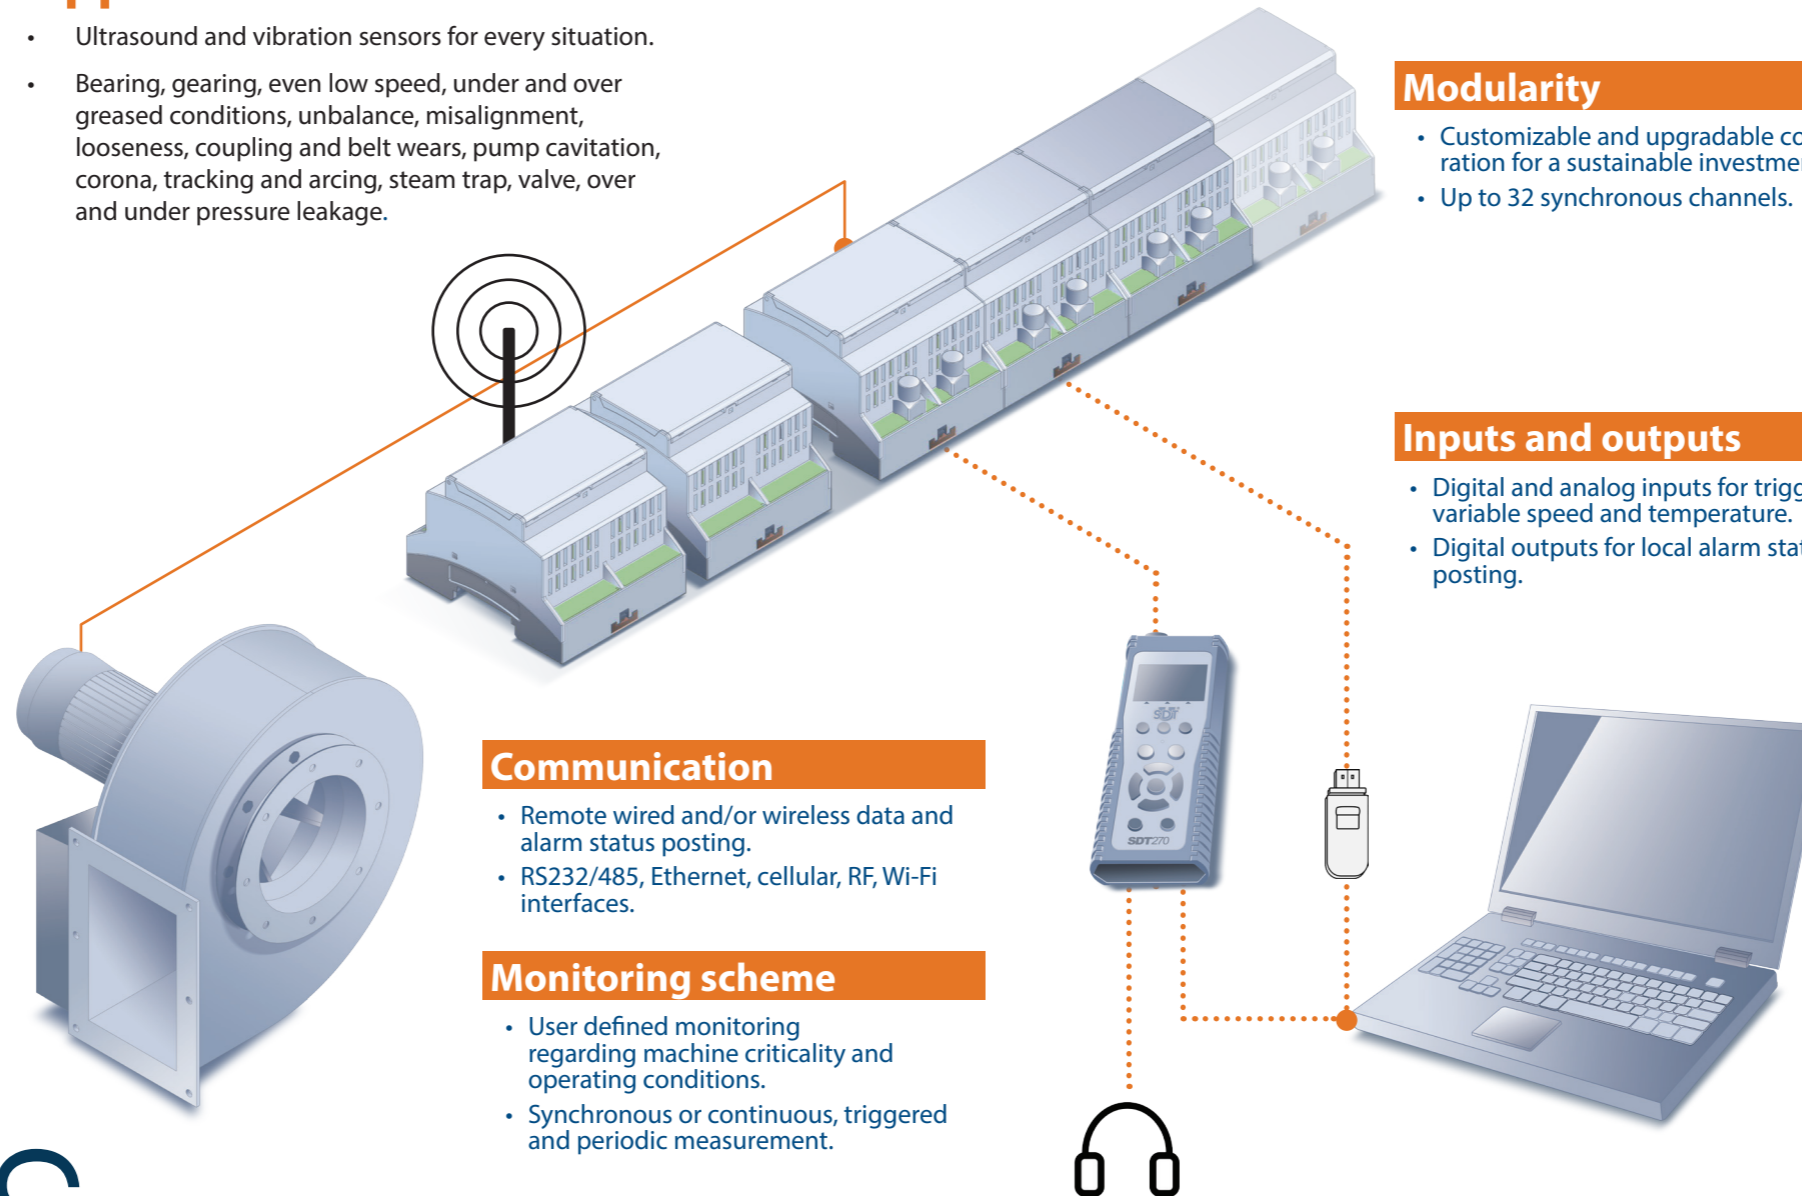 • Ultrasound and vibration sensors for every situation.
• Bearing, gearing, even low speed, under and over
greased conditions, unbalance, misalignment,
looseness, coupling and belt wears, pump cavitation,
corona, tracking and arcing, steam trap, valve, over
and under pressure leakage.
Modularity
• Customizable and upgradable
ration for a sustainable
• Up to 32 synchronous channels.
Inputs and outputs
• Digital and analog inputs for
variable speed and temperature.
• Digital outputs for local alarm
posting.
Communication
• Remote wired and/or wireless data and
alarm status posting.
• RS232/485, Ethernet, cellular, RF, Wi-Fi
interfaces.
Monitoring scheme
• User defined monitoring
regarding machine criticality and
operating conditions.
• Synchronous or continuous, triggered
and periodic measurement.
SDT
SDT270